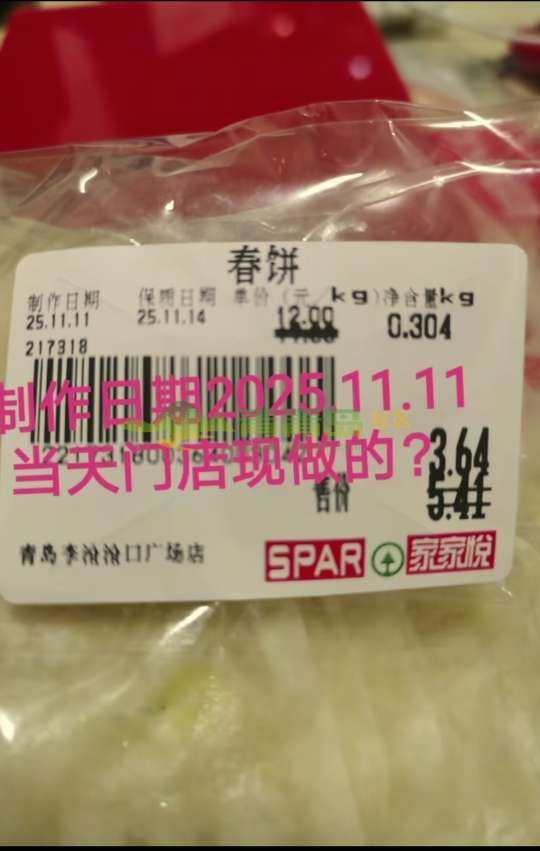 春饼
制作日期 保质日期 单价(元/kg) 净含量kg
25.11.11 25.11.14 12.00 0.304
217318
制作日期2025.11.11
当天门店现做的？
3.64
售价 5.41
青岛李沧沧口广场店 SPAR 家家悦